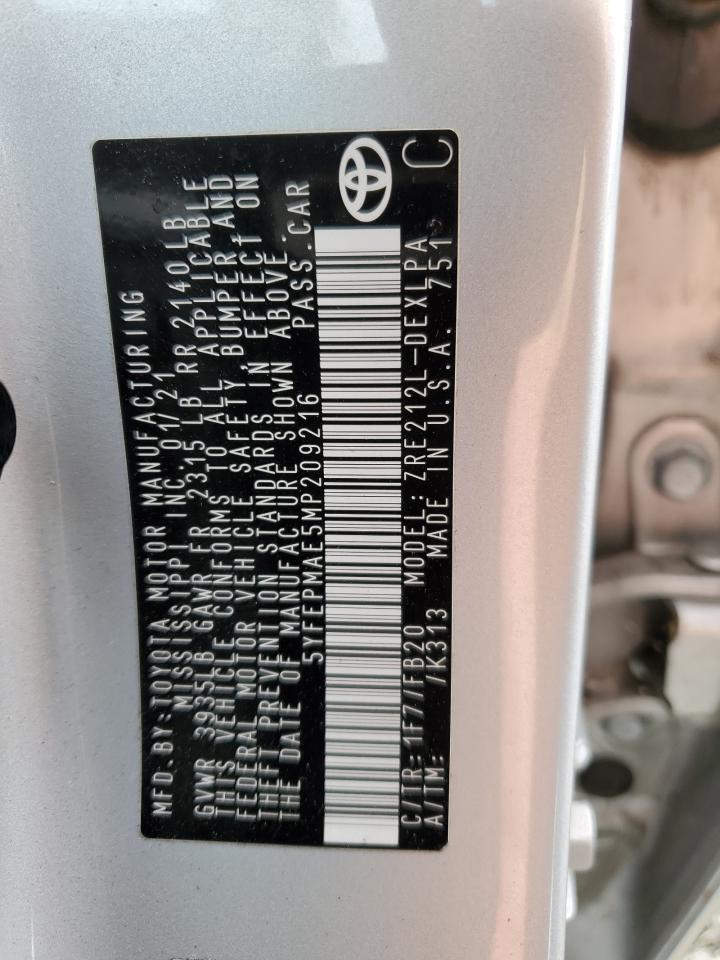 MFD. BY: TOYOTA MOTOR MANUFACTURING
MISSISSIPPI INC. 01/21
GVWR 3935LB GAWR FR 2315 LB RR 2140LB
THIS VEHICLE CONFORMS TO ALL APPLICABLE
FEDERAL MOTOR VEHICLE SAFETY, BUMPER AND
THEFT PREVENTION STANDARDS IN EFFECT ON
THE DATE OF MANUFACTURE SHOWN ABOVE.
5YFEPMAE5MP209216 PASS. CAR
C/TR: 1F7/FB20 MODEL: ZRE212L-DEXLPA C
A/TM: /K313 MADE IN U.S.A. 751